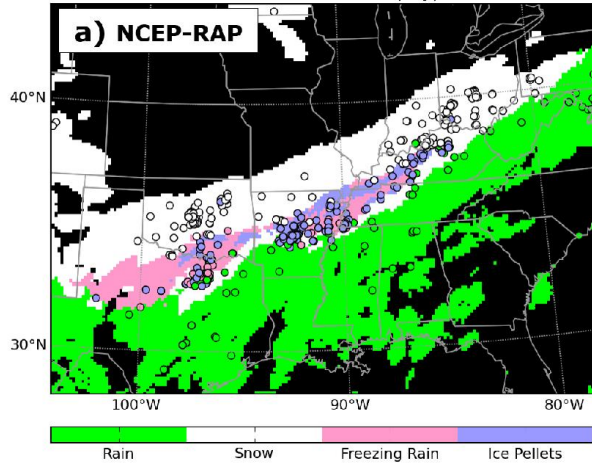 a) NCEP-RAP
40°N
30°N
100°W 90°W 80°W
Rain Snow Freezing Rain Ice Pellets